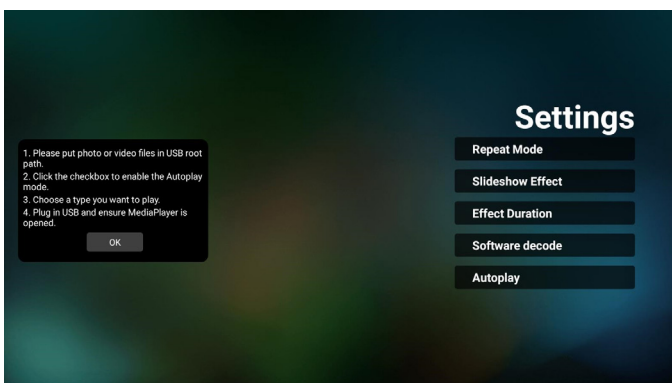 Settings
1. Please put photo or video files in USB root
path.
2. Click the checkbox to enable the Autoplay
mode.
3. Choose a type you want to play.
4. Plug in USB and ensure MediaPlayer is
opened.
OK
Repeat Mode
Slideshow Effect
Effect Duration
Software decode
Autoplay